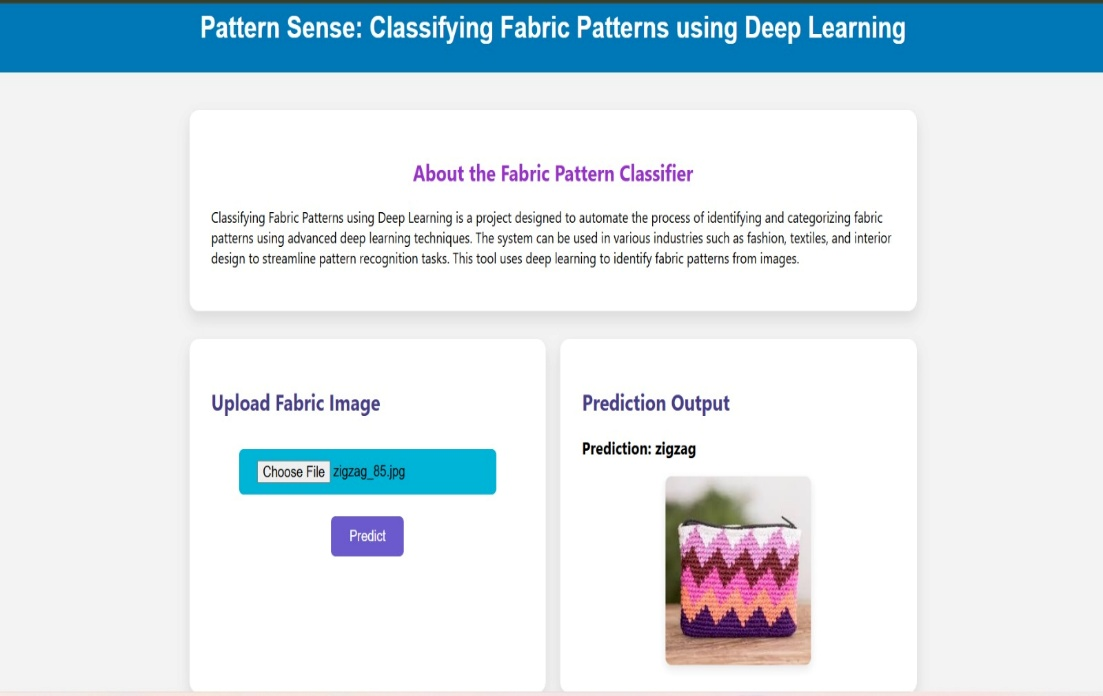 Pattern Sense: Classifying Fabric Patterns using Deep Learning
About the Fabric Pattern Classifier
Classifying Fabric Patterns using Deep Learning is a project designed to automate the process of identifying and categorizing fabric
patterns using advanced deep learning techniques. The system can be used in various industries such as fashion, textiles, and interior
design to streamline pattern recognition tasks. This tool uses deep learning to identify fabric patterns from images.
Upload Fabric Image
Choose File zigzag_85.jpg
Predict
Prediction Output
Prediction: zigzag